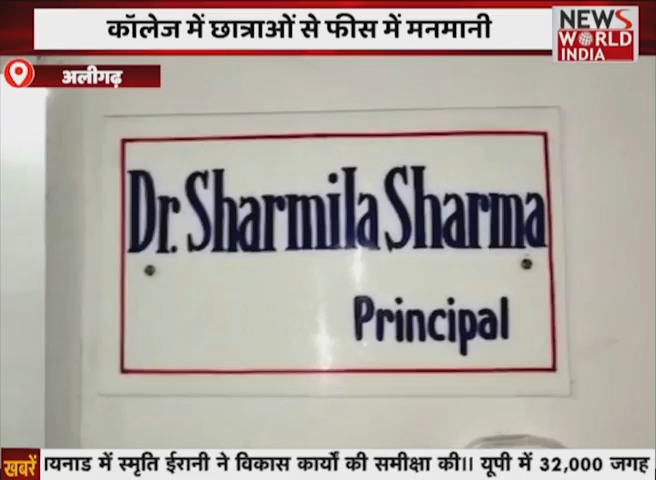 कॉलेज में छात्राओं से फीस में मनमानी
NEWS
WORLD
INDIA
अलीगढ़
Dr. Sharmila Sharma
Principal
खबरें
यनाड में स्मृति ईरानी ने विकास कार्यों की समीक्षा की।। यूपी में 32,000 जगह